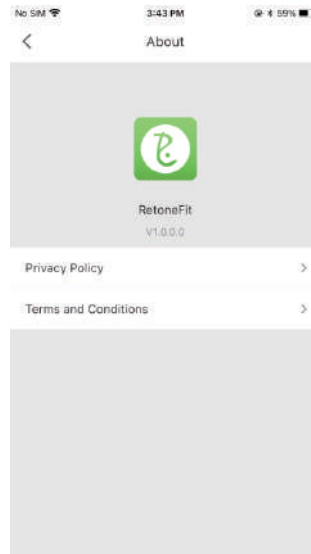 No SIM 3:43 PM 59%
About
RetoneFit
V1.0.0.0
Privacy Policy
Terms and Conditions